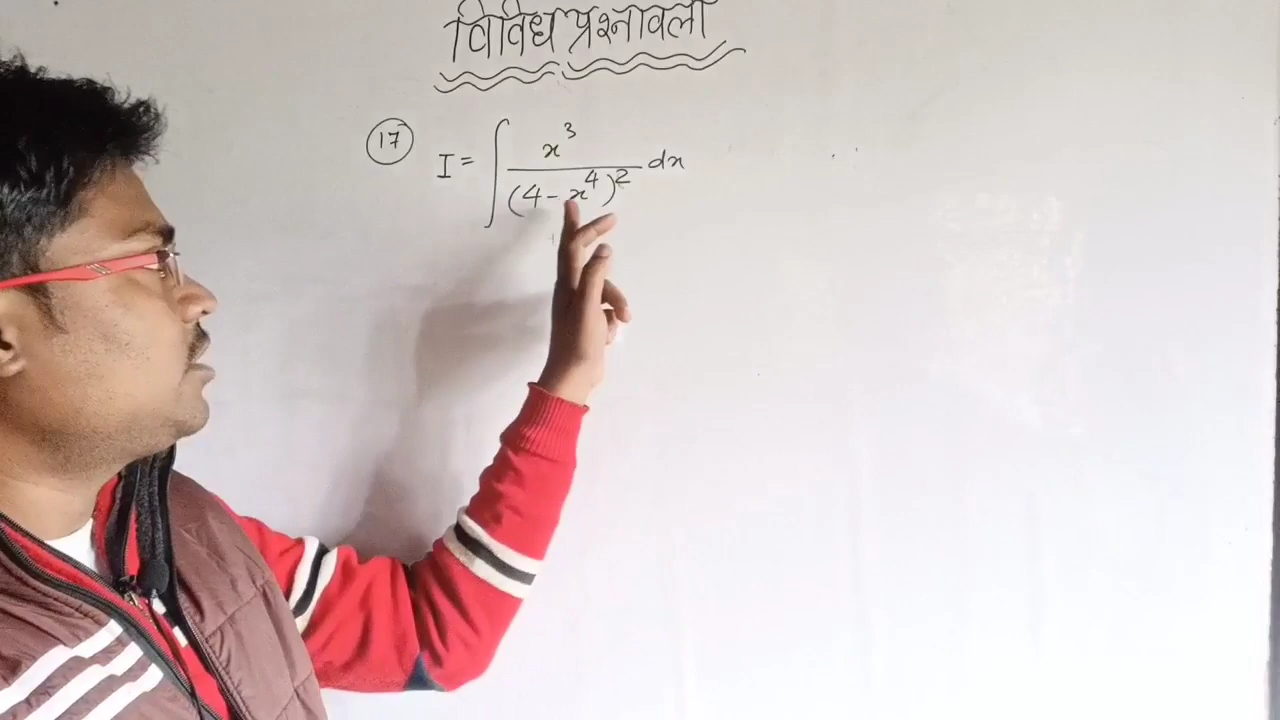 विविध प्रश्नावली
(17) I = ∫ x³/(4-x⁴)² dx